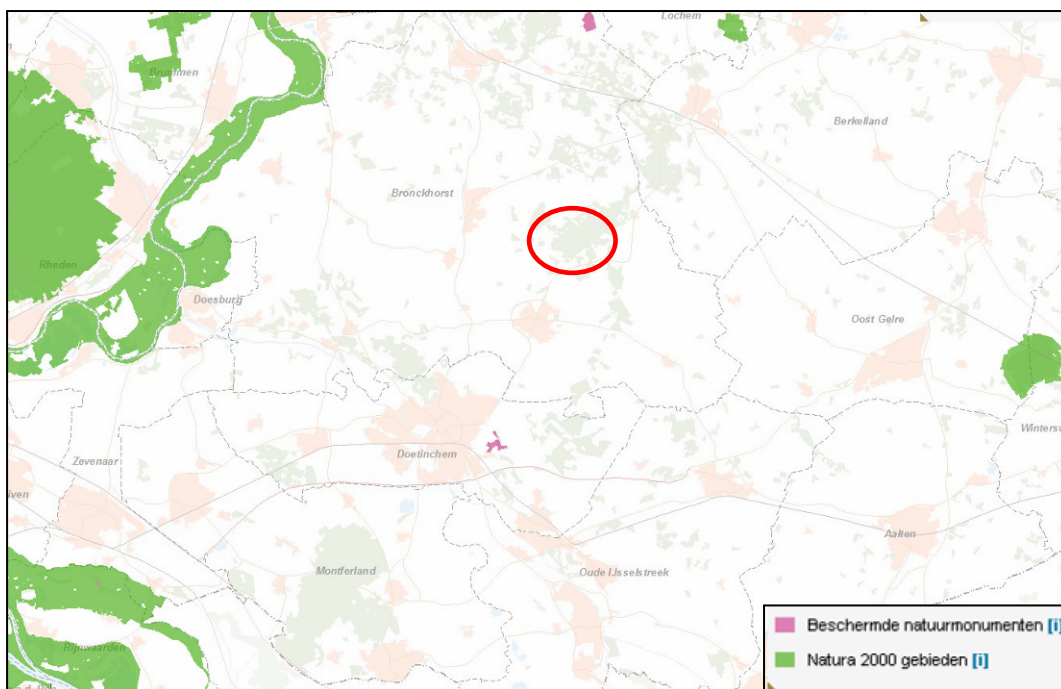 Lochem
Brummen
Berkelland
Bronckhorst
Rheden
Doesburg
Oost Gelre
Doetinchem
Zevenaar
Aalten
Montferland
Oude IJsselstreek
Rijnwaarden
Beschermde natuurmonumenten [i]
Natura 2000 gebieden [i]